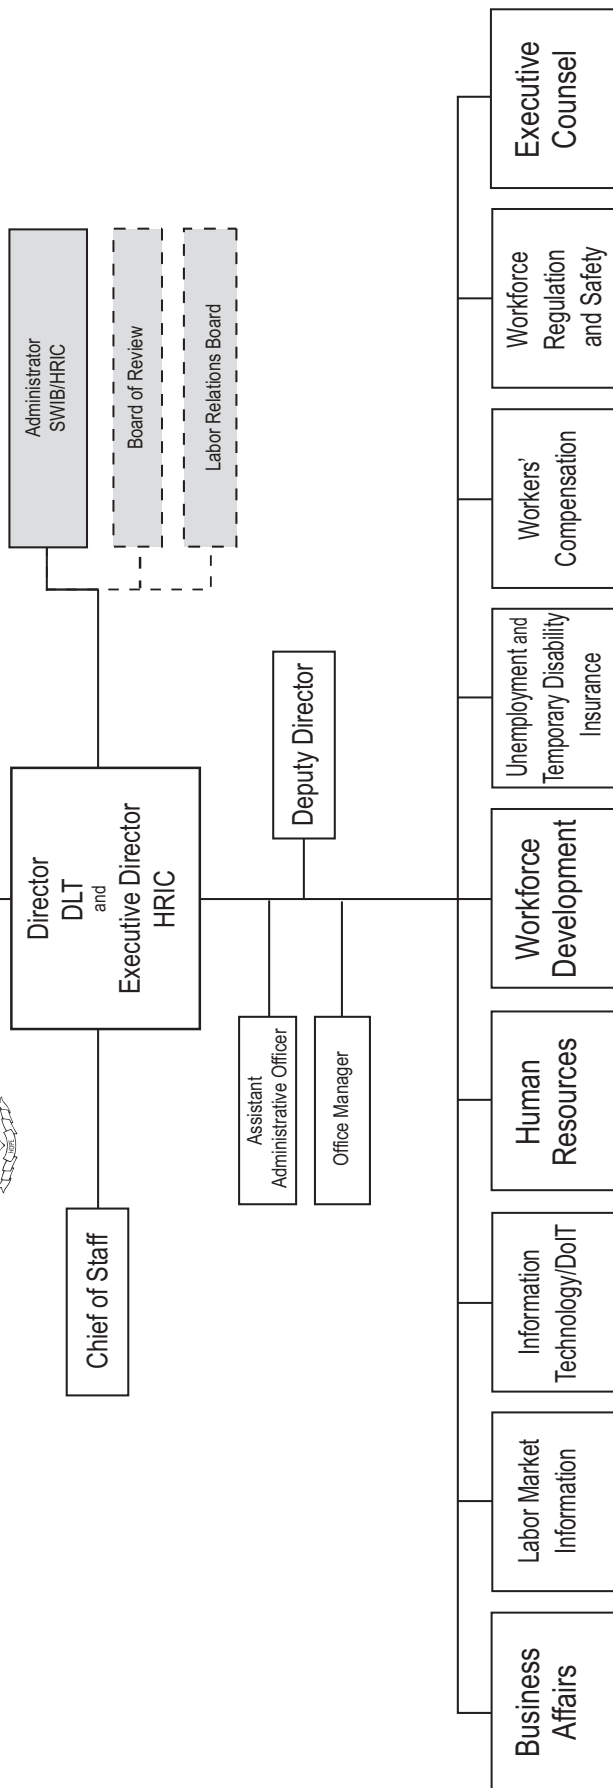 HOPE
Director
DLT
and
Executive Director
HRIC
Chief of Staff
Administrator
SWIB/HRIC
Board of Review
Labor Relations Board
Assistant
Administrative Officer
Office Manager
Deputy Director
Business
Affairs
Labor Market
Information
Information
Technology/DoIT
Human
Resources
Workforce
Development
Unemployment and
Temporary Disability
Insurance
Workers'
Compensation
Workforce
Regulation
and Safety
Executive
Counsel